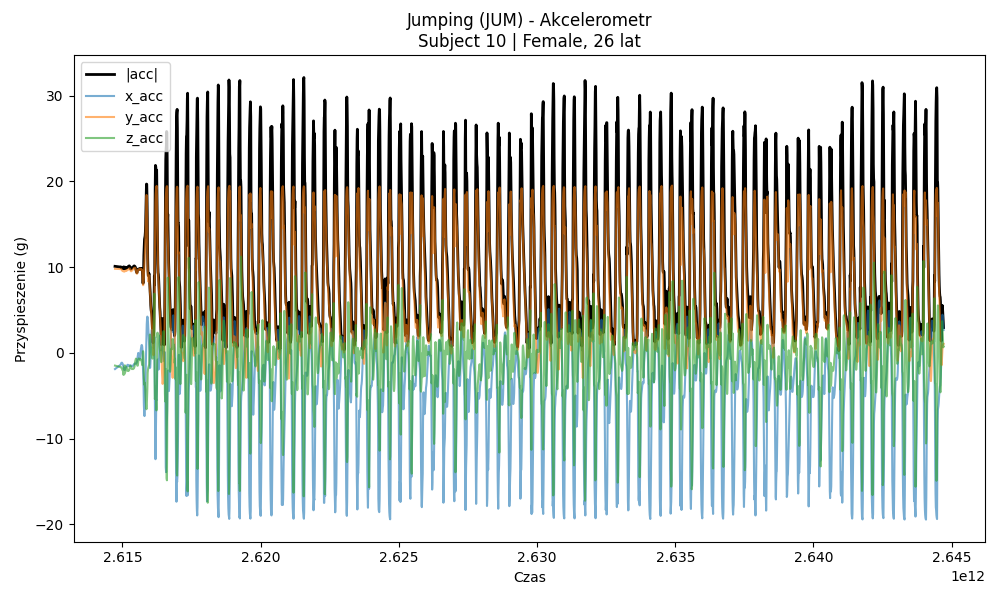 Jumping (JUM) - Akcelerometr
Subject 10 | Female, 26 lat
|acc|
x_acc
y_acc
z_acc
Przyspieszenie (g)
30
20
10
0
−10
−20
2.615
2.620
2.625
2.630
2.635
2.640
2.645
1e12
Czas